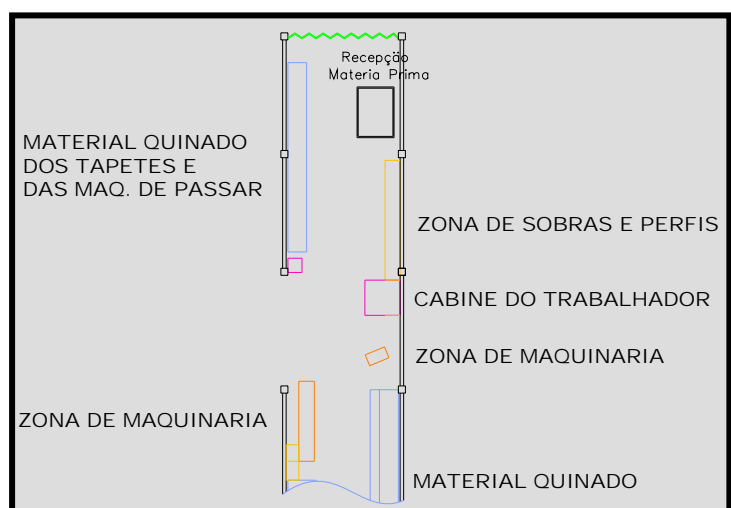 Recepção
Materia Prima
MATERIAL QUINADO
DOS TAPETES E
DAS MAQ. DE PASSAR
ZONA DE SOBRAS E PERFIS
CABINE DO TRABALHADOR
ZONA DE MAQUINARIA
ZONA DE MAQUINARIA
MATERIAL QUINADO